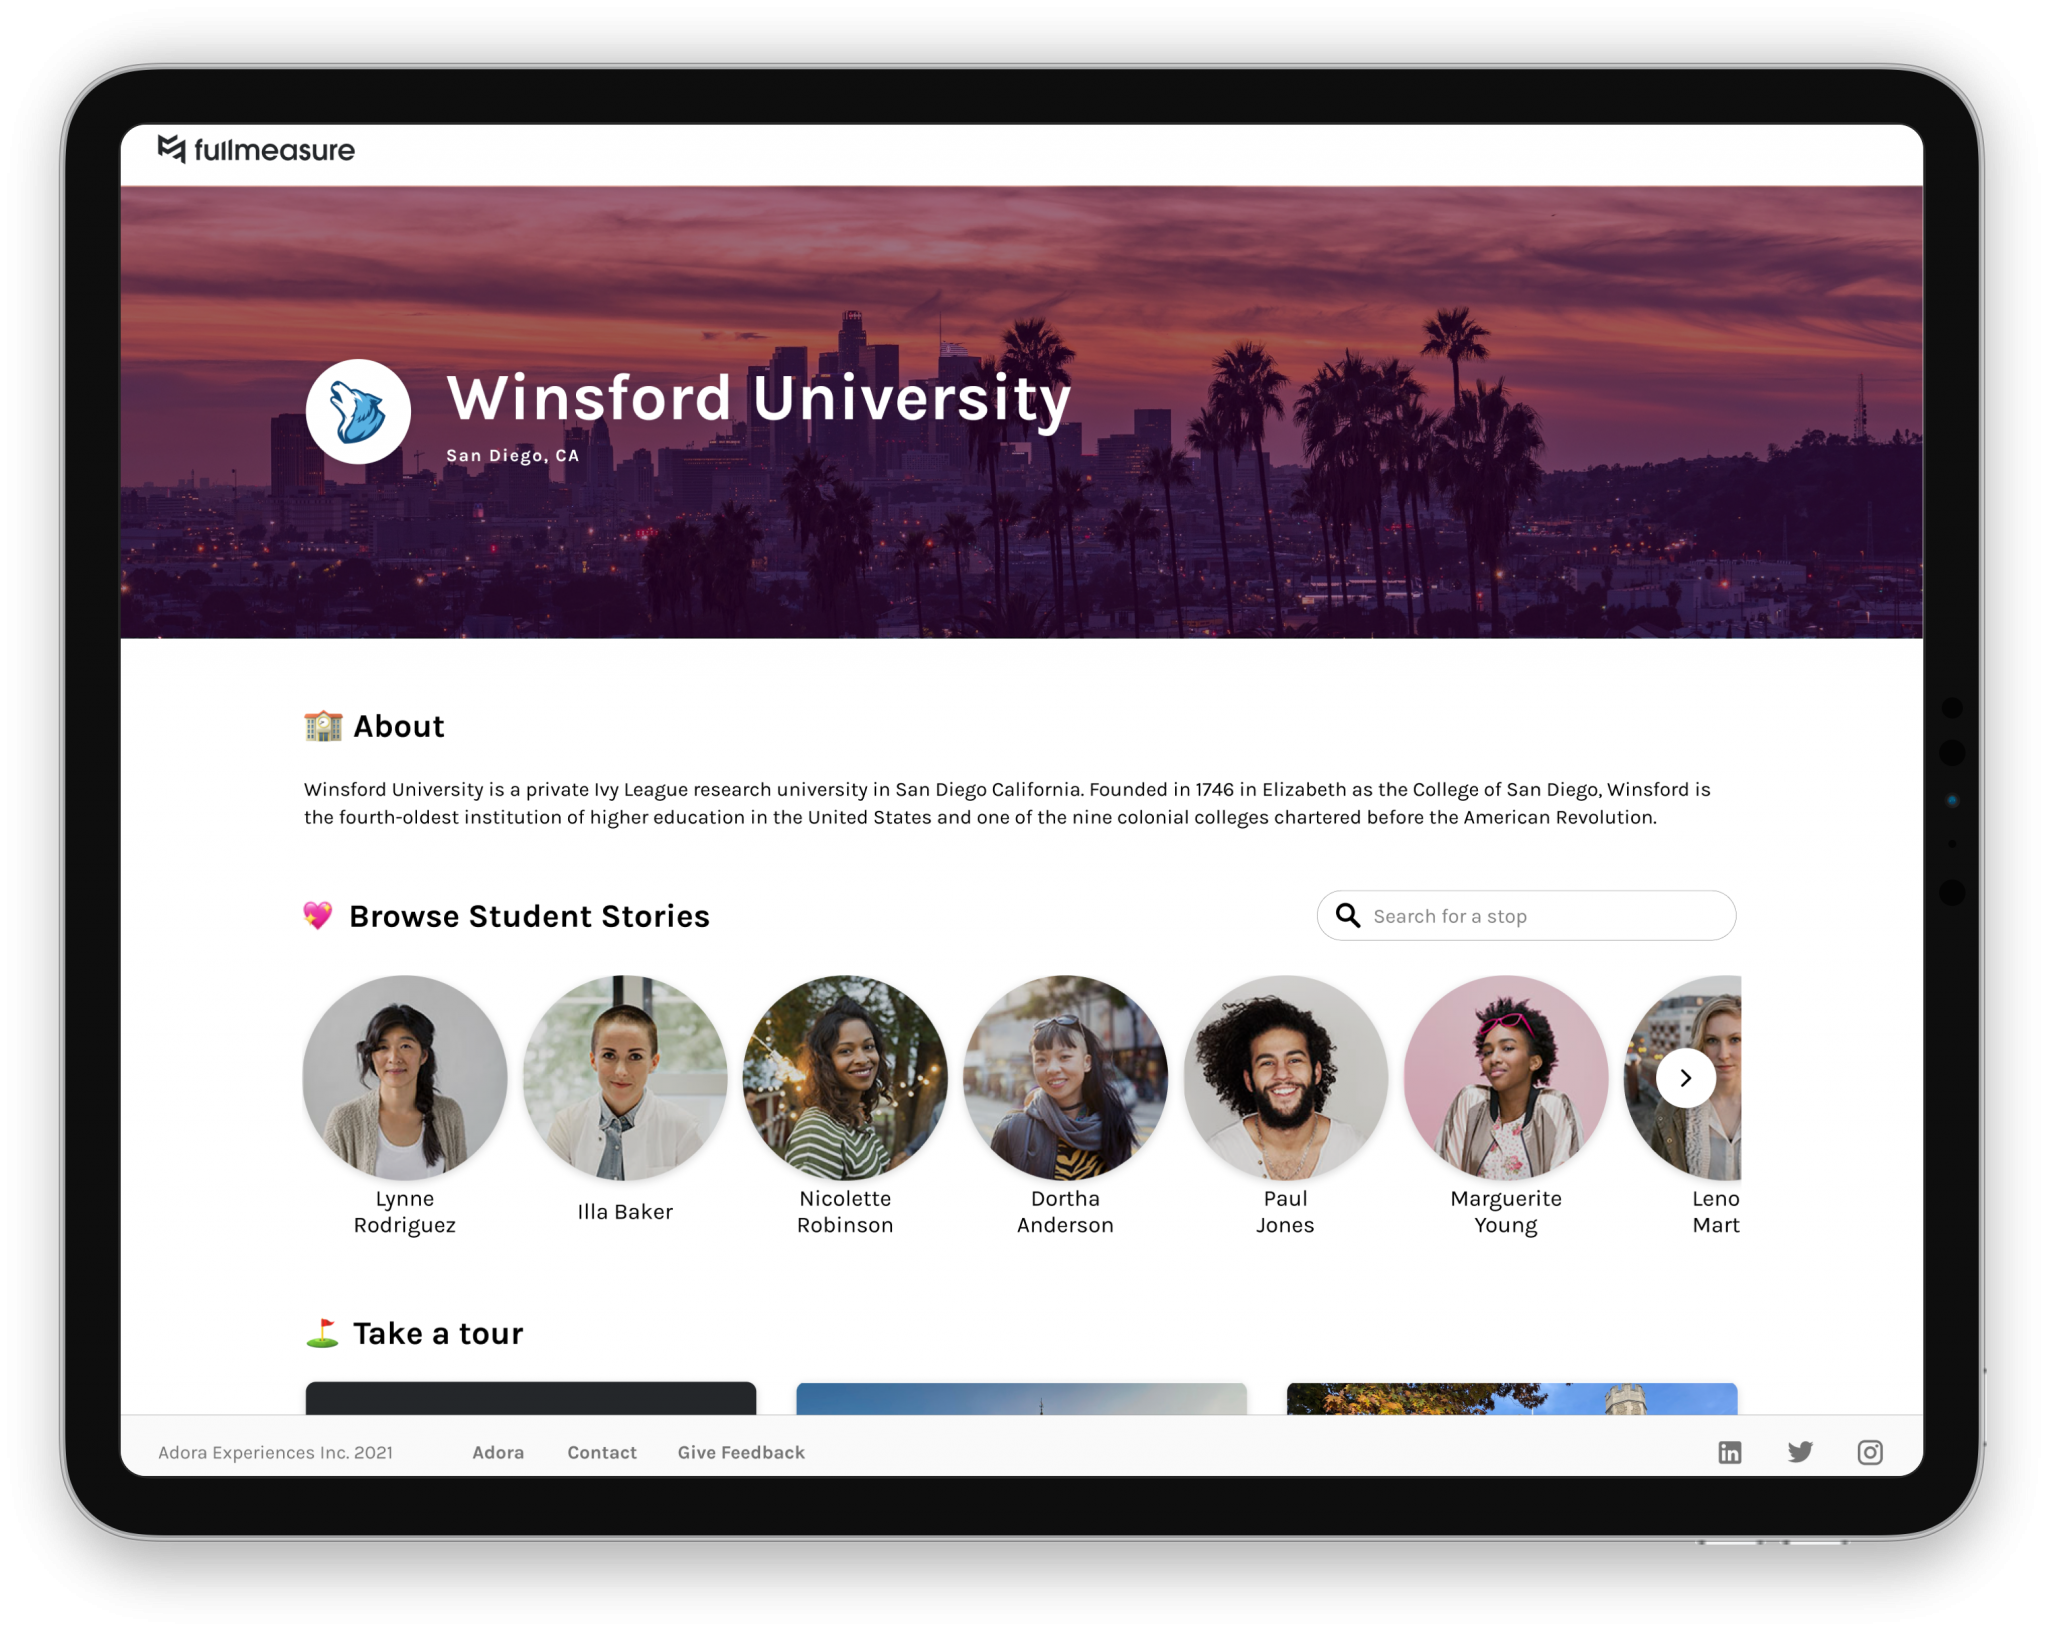 fullmeasure
Winsford University
San Diego, CA
About
Winsford University is a private Ivy League research university in San Diego California. Founded in 1746 in Elizabeth as the College of San Diego, Winsford is
the fourth-oldest institution of higher education in the United States and one of the nine colonial colleges chartered before the American Revolution.
Browse Student Stories
Search for a stop
Lynne
Rodriguez
Illa Baker
Nicolette
Robinson
Dortha
Anderson
Paul
Jones
Marguerite
Young
Leno
Mart
Take a tour
Adora Experiences Inc. 2021
Adora
Contact
Give Feedback